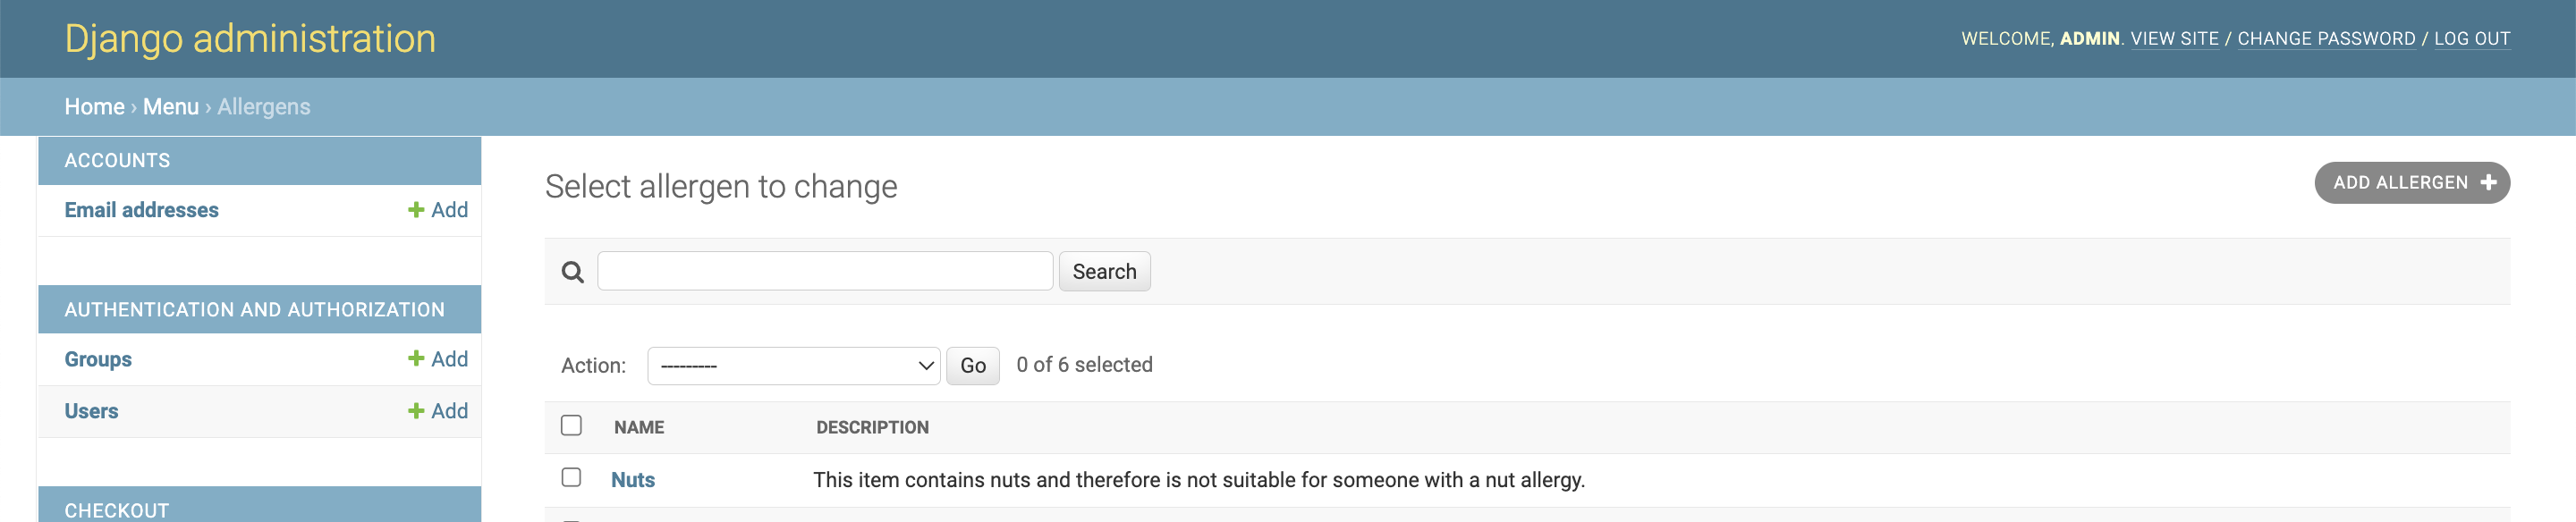 Django administration
WELCOME, ADMIN. VIEW SITE / CHANGE PASSWORD / LOG OUT
Home › Menu › Allergens
ACCOUNTS
Email addresses + Add
AUTHENTICATION AND AUTHORIZATION
Groups + Add
Users + Add
CHECKOUT
Select allergen to change
ADD ALLERGEN +
Search
Action: --------- Go 0 of 6 selected
NAME DESCRIPTION
Nuts This item contains nuts and therefore is not suitable for someone with a nut allergy.